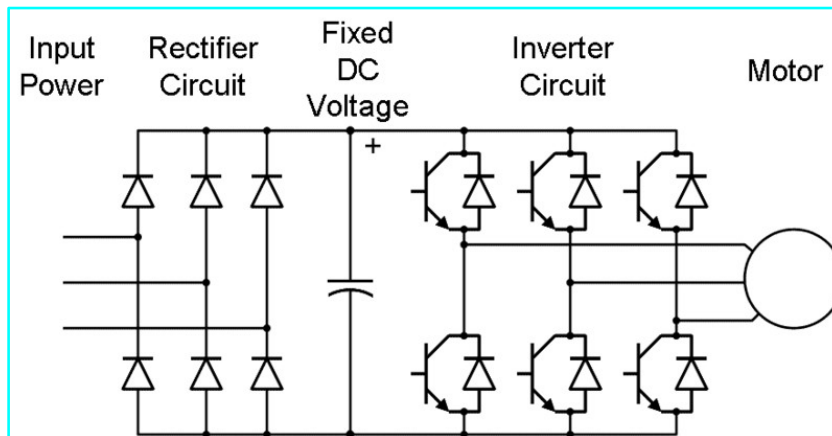 Input
Power
Rectifier
Circuit
Fixed
DC
Voltage
+
Inverter
Circuit
Motor